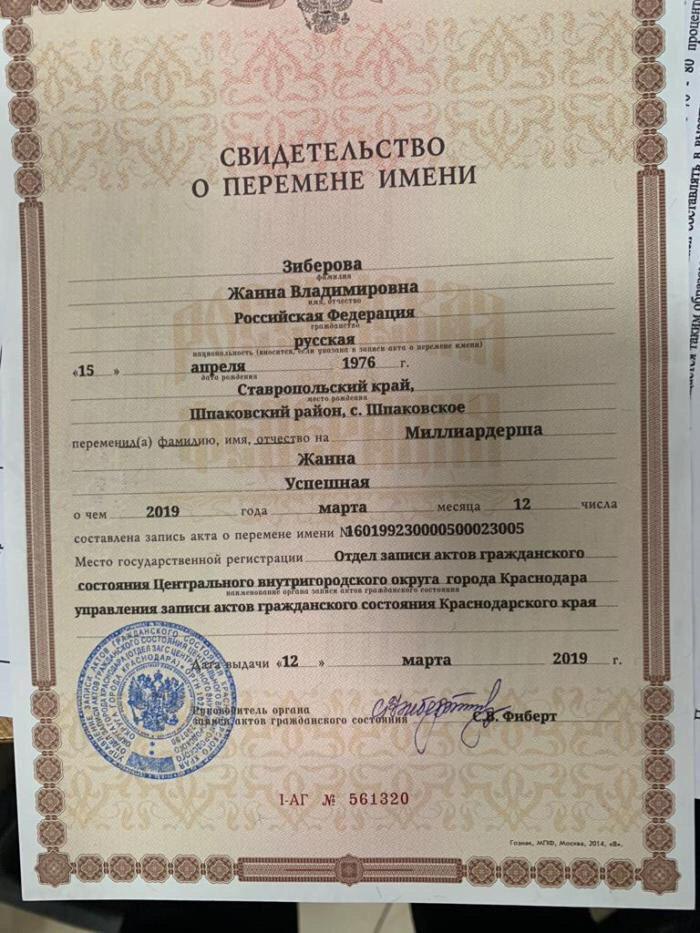 СВИДЕТЕЛЬСТВО
О ПЕРЕМЕНЕ ИМЕНИ
Зиберова
фамилия
Жанна Владимировна
имя, отчество
Российская Федерация
гражданство
русская
национальность (вносится, если указана в записи акта о перемене имени)
«15 » апреля 1976 г.
дата рождения
Ставропольский край,
место рождения
Шпаковский район, с. Шпаковское
переменил(а) фамилию, имя, отчество на Миллиардерша
Жанна
Успешная
о чем 2019 года марта месяца 12 числа
составлена запись акта о перемене имени №160199230000500023005
Место государственной регистрации Отдел записи актов гражданского
состояния Центрального внутригородского округа города Краснодара
наименование органа записи актов гражданского состояния
управления записи актов гражданского состояния Краснодарского края
Дата выдачи «12 » марта 2019 г.
Руководитель органа
записи актов гражданского состояния С.В. Фиберт
I-АГ № 561320
Гознак, МПФ, Москва, 2014, «В».